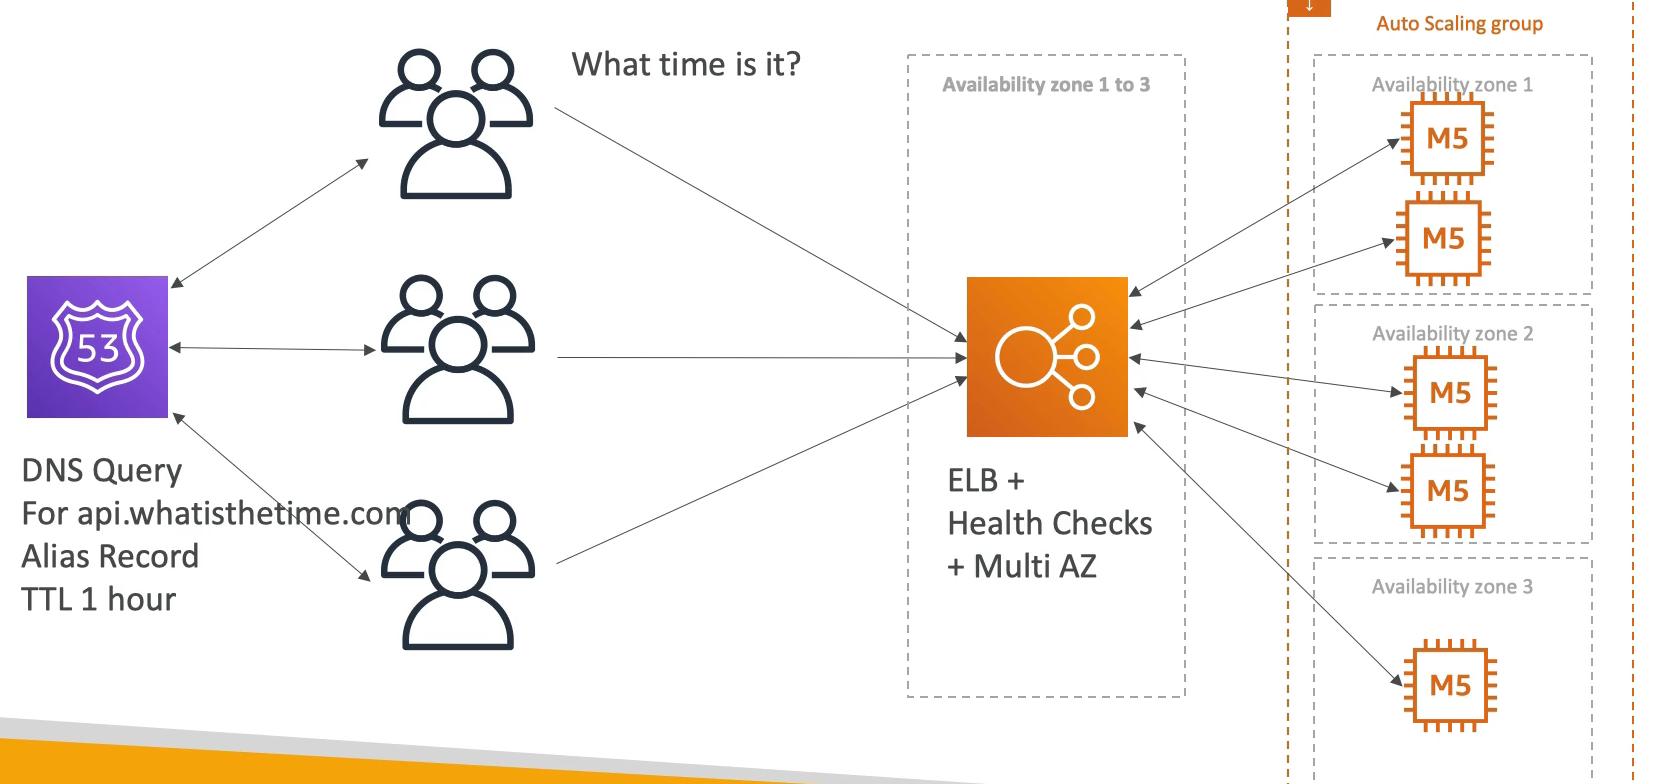 What time is it?
53
DNS Query
For api.whatisthetime.com
Alias Record
TTL 1 hour
Availability zone 1 to 3
ELB +
Health Checks
+ Multi AZ
Auto Scaling group
Availability zone 1
M5
M5
Availability zone 2
M5
M5
Availability zone 3
M5